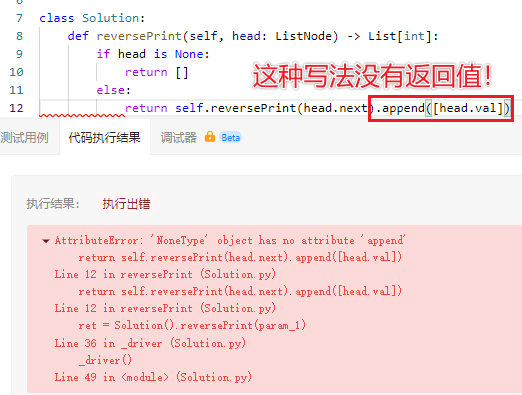 7 class Solution:
8 def reversePrint(self, head: ListNode) -> List[int]:
9 if head is None:
10 return []
11 else:
这种写法没有返回值！
12 return self.reversePrint(head.next).append([head.val])
测试用例 代码执行结果 调试器 Beta
执行结果： 执行出错
AttributeError: 'NoneType' object has no attribute 'append'
return self.reversePrint(head.next).append([head.val])
Line 12 in reversePrint (Solution.py)
return self.reversePrint(head.next).append([head.val])
Line 12 in reversePrint (Solution.py)
ret = Solution().reversePrint(param_1)
Line 36 in _driver (Solution.py)
_driver()
Line 49 in <module> (Solution.py)